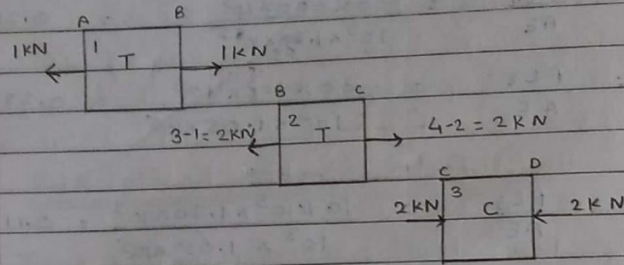 A B
1KN 1 T 1KN
B C
3-1=2KN 2 T 4-2 = 2KN
C D
2KN 3 C 2KN